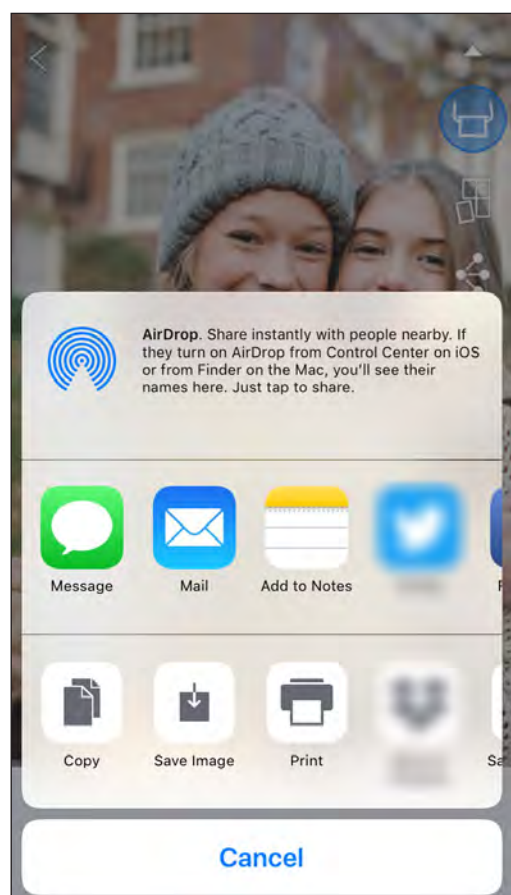 AirDrop. Share instantly with people nearby. If
they turn on AirDrop from Control Center on iOS
or from Finder on the Mac, you’ll see their
names here. Just tap to share.
Message Mail Add to Notes
Copy Save Image Print
Cancel